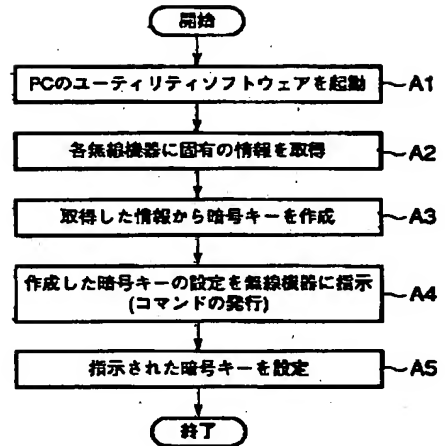 開始
PCのユーティリティソフトウェアを起動
A1
各無線機器に固有の情報を取得
A2
取得した情報から暗号キーを作成
A3
作成した暗号キーの設定を無線機器に指示
(コマンドの発行)
A4
指示された暗号キーを設定
A5
終了